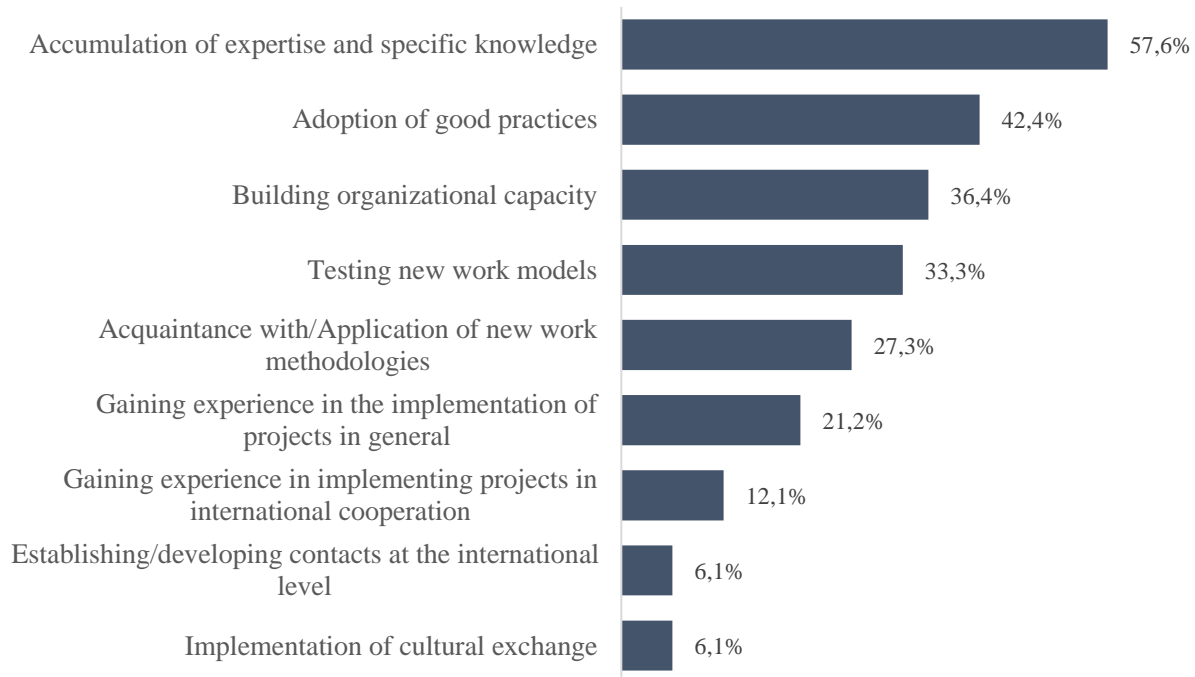 Accumulation of expertise and specific knowledge 57,6%
Adoption of good practices 42,4%
Building organizational capacity 36,4%
Testing new work models 33,3%
Acquaintance with/Application of new work
methodologies 27,3%
Gaining experience in the implementation of
projects in general 21,2%
Gaining experience in implementing projects in
international cooperation 12,1%
Establishing/developing contacts at the international
level 6,1%
Implementation of cultural exchange 6,1%